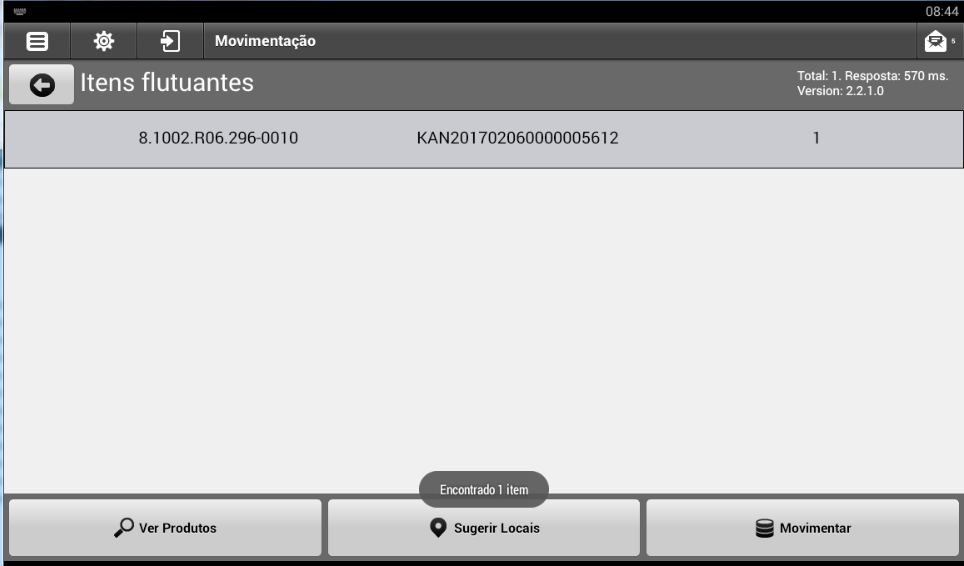 08:44
Movimentação
5
Itens flutuantes
Total: 1. Resposta: 570 ms.
Version: 2.2.1.0
8.1002.R06.296-0010 KAN201702060000005612 1
Encontrado 1 item
Ver Produtos Sugerir Locais Movimentar